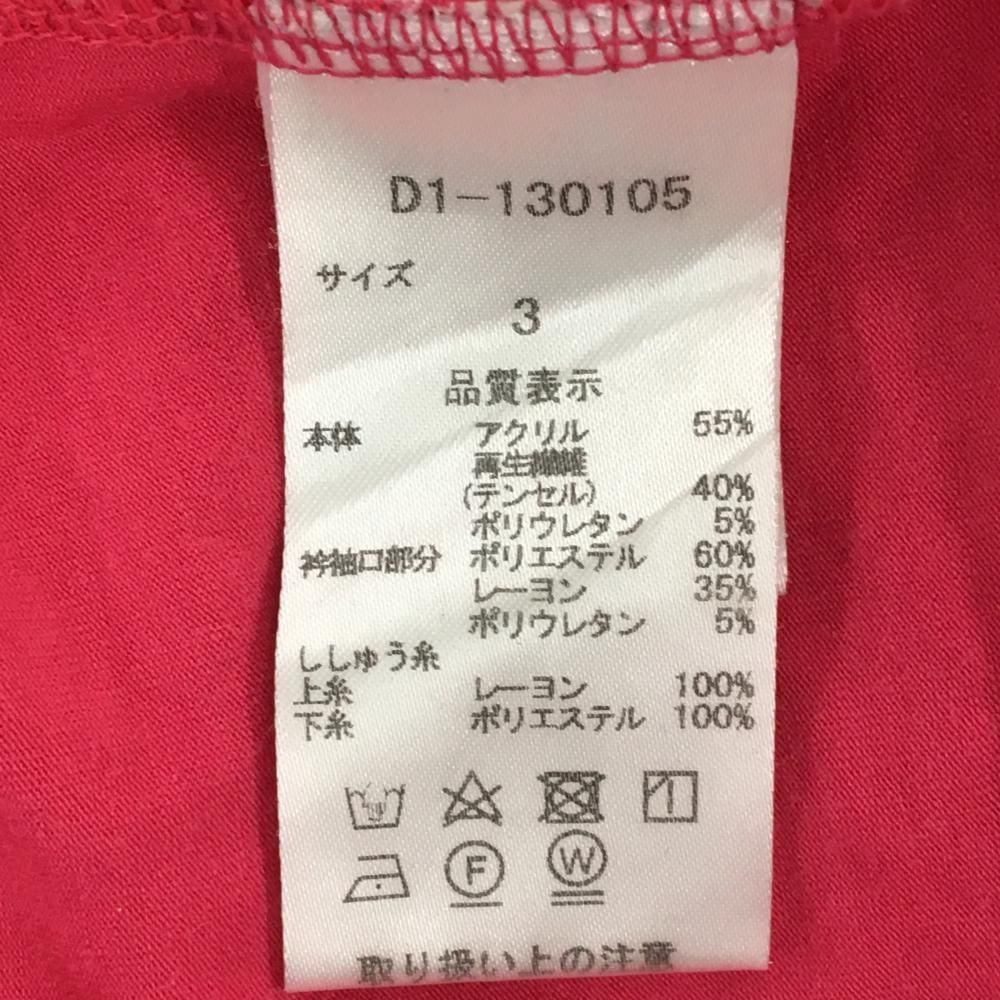 D1-130105
サイズ
3
品質表示
本体 アクリル 55%
再生繊維
(テンセル) 40%
ポリウレタン 5%
衿袖口部分 ポリエステル 60%
レーヨン 35%
ポリウレタン 5%
ししゅう糸
上糸 レーヨン 100%
下糸 ポリエステル 100%
F W
取り扱い上の注意